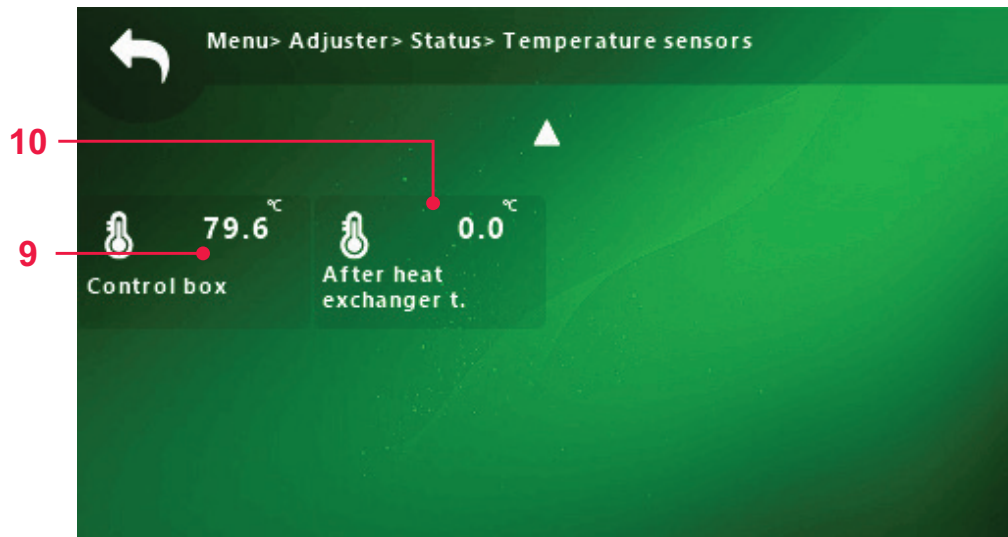 Menu> Adjuster> Status> Temperature sensors
10
79.6 ℃
0.0 ℃
9
Control box
After heat
exchanger t.